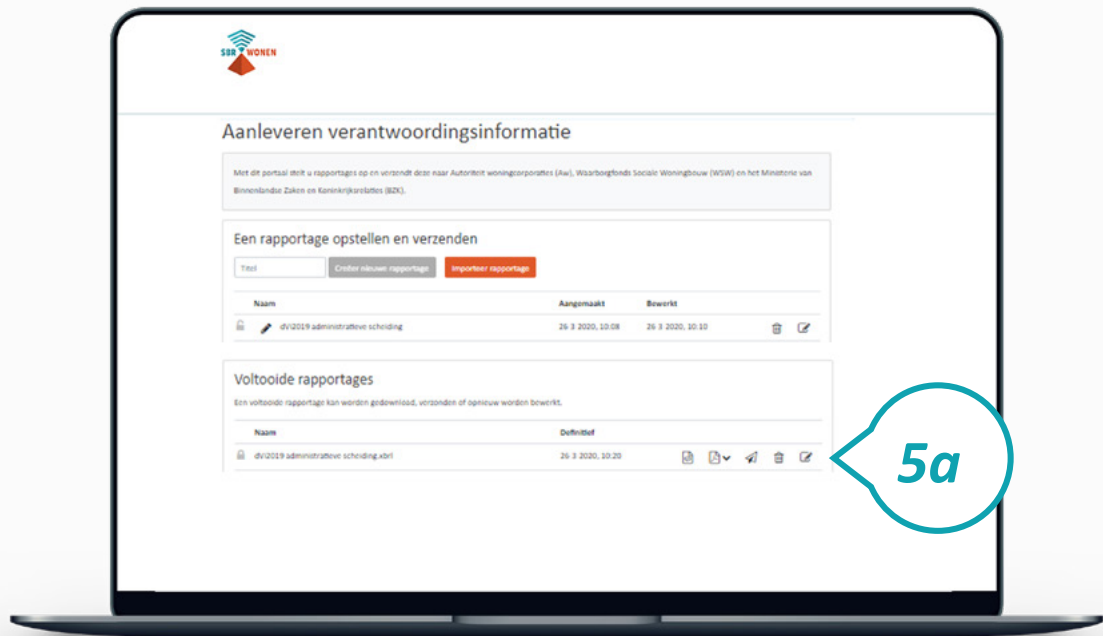 SBR WONEN
Aanleveren verantwoordingsinformatie
Met dit portaal stelt u rapportages op en verzendt deze naar Autoriteit woningcorporaties (Aw), Waarborgfonds Sociale Woningbouw (WSW) en het Ministerie van
Binnenlandse Zaken en Koninkrijksrelaties (BZK).
Een rapportage opstellen en verzenden
Titel
Creëer nieuwe rapportage
Importeer rapportage
Naam Aangemaakt Bewerkt
dVi2019 administratieve scheiding 26 3 2020, 10:08 26 3 2020, 10:10
Voltooide rapportages
Een voltooide rapportage kan worden gedownload, verzonden of opnieuw worden bewerkt.
Naam Definitief
dVi2019 administratieve scheiding.xbrl 26 3 2020, 10:20
5a